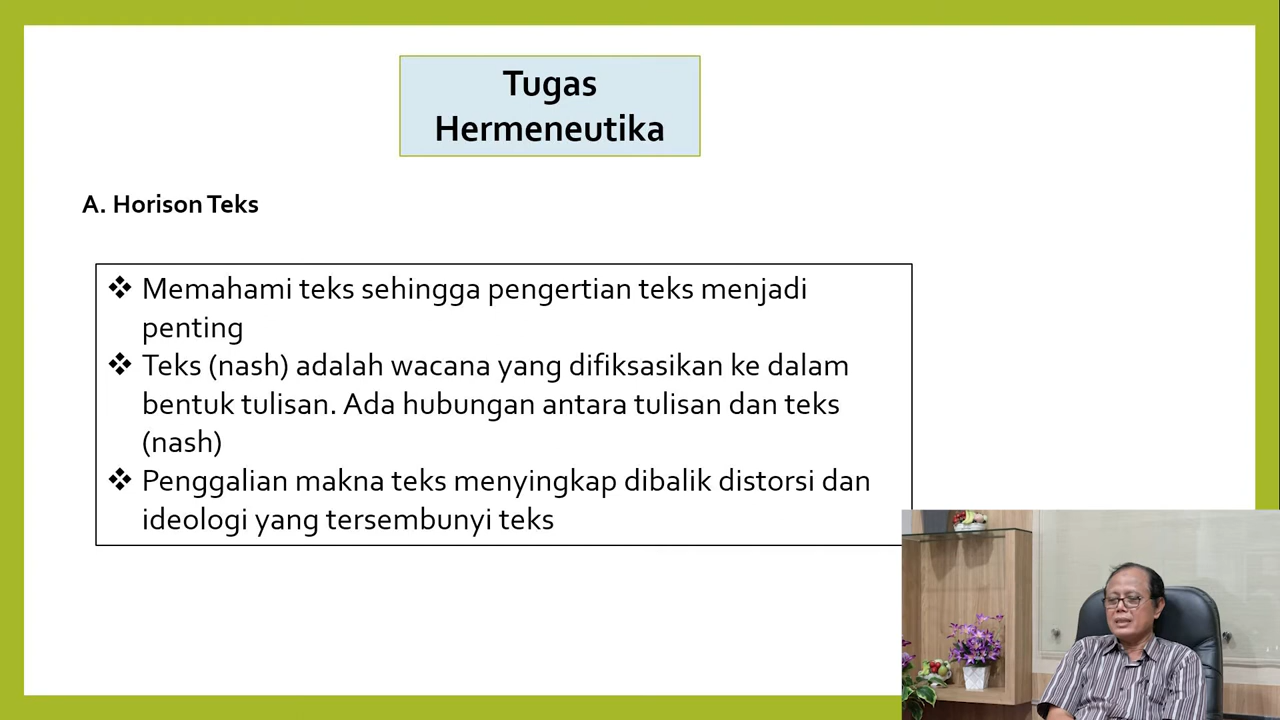 Tugas
Hermeneutika
A. Horison Teks
❖ Memahami teks sehingga pengertian teks menjadi
penting
❖ Teks (nash) adalah wacana yang difiksasikan ke dalam
bentuk tulisan. Ada hubungan antara tulisan dan teks
(nash)
❖ Penggalian makna teks menyingkap dibalik distorsi dan
ideologi yang tersembunyi teks